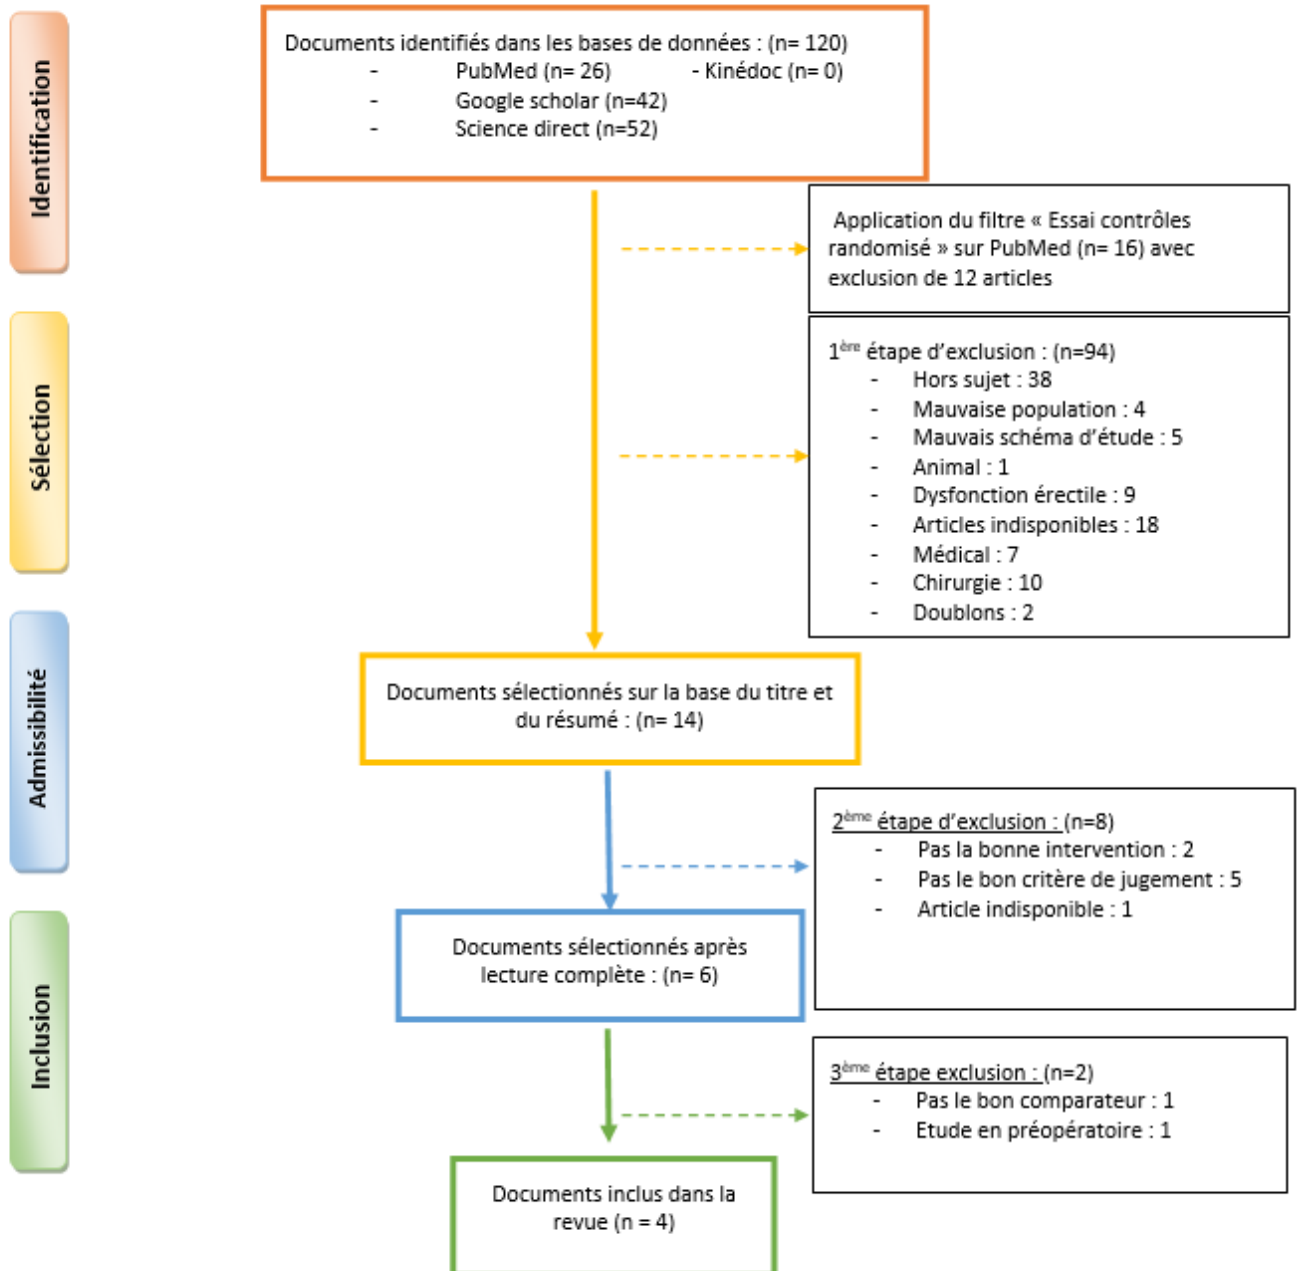 Identification
Documents identifiés dans les bases de données : (n= 120)
- PubMed (n= 26) - Kinédoc (n= 0)
- Google scholar (n=42)
- Science direct (n=52)
Application du filtre « Essai contrôles
randomisé » sur PubMed (n= 16) avec
exclusion de 12 articles
Sélection
1ère étape d’exclusion : (n=94)
- Hors sujet : 38
- Mauvaise population : 4
- Mauvais schéma d’étude : 5
- Animal : 1
- Dysfonction érectile : 9
- Articles indisponibles : 18
- Médical : 7
- Chirurgie : 10
- Doublons : 2
Admissibilité
Documents sélectionnés sur la base du titre et
du résumé : (n= 14)
2ème étape d’exclusion : (n=8)
- Pas la bonne intervention : 2
- Pas le bon critère de jugement : 5
- Article indisponible : 1
Documents sélectionnés après
lecture complète : (n= 6)
Inclusion
3ème étape exclusion : (n=2)
- Pas le bon comparateur : 1
- Etude en préopératoire : 1
Documents inclus dans la
revue (n = 4)